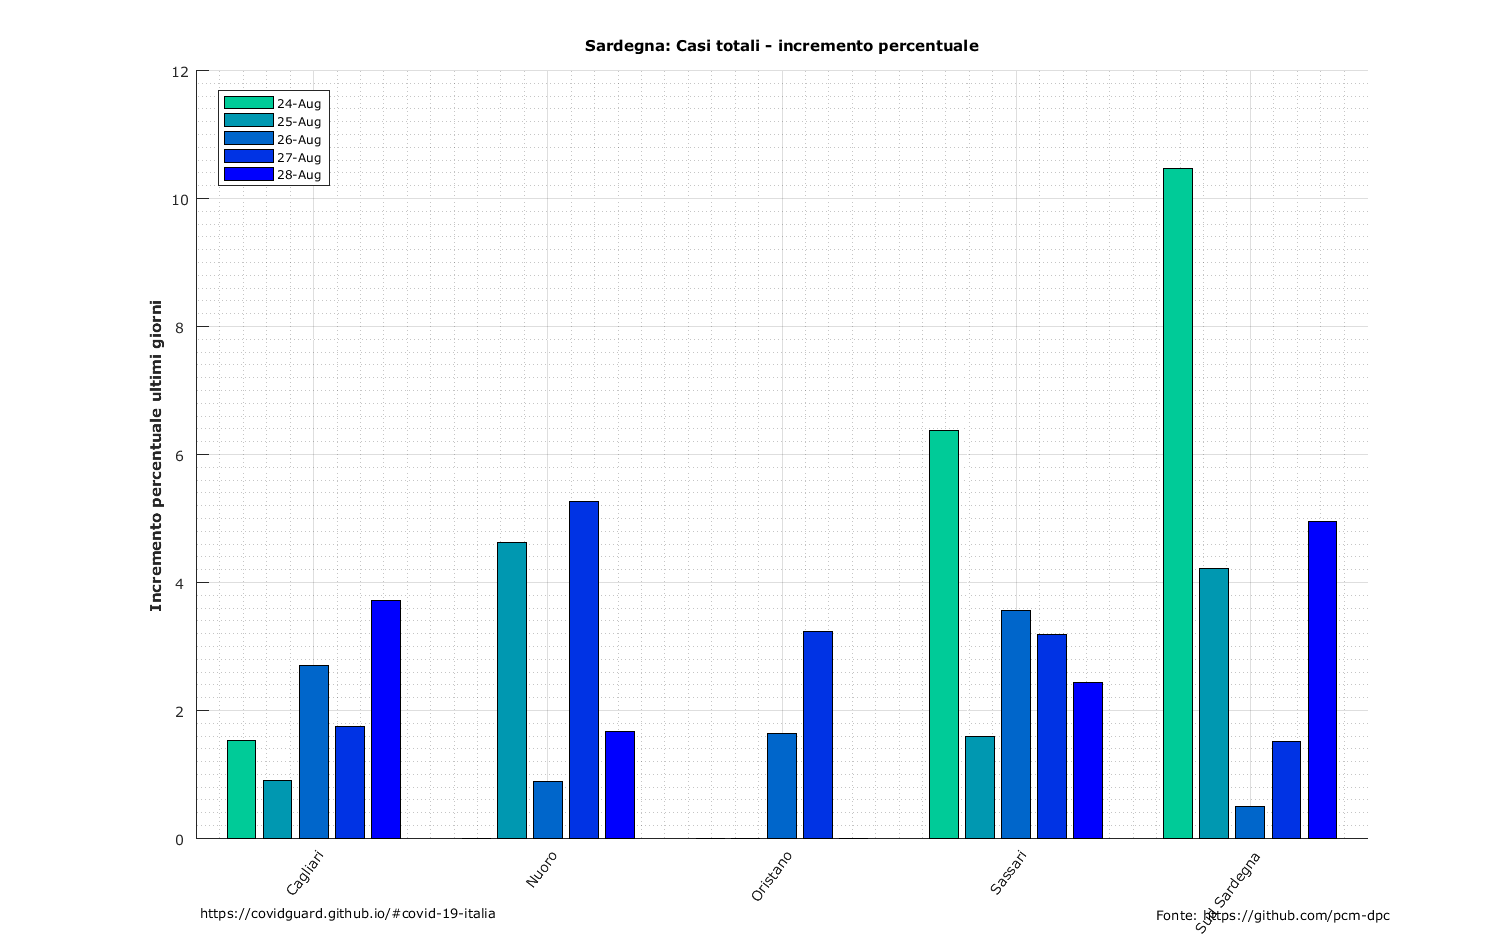 Sardegna: Casi totali - incremento percentuale
12
10
8
6
4
2
0
Incremento percentuale ultimi giorni
24-Aug
25-Aug
26-Aug
27-Aug
28-Aug
Cagliari
Nuoro
Oristano
Sassari
Sud Sardegna
https://covidguard.github.io/#covid-19-italia
Fonte: https://github.com/pcm-dpc